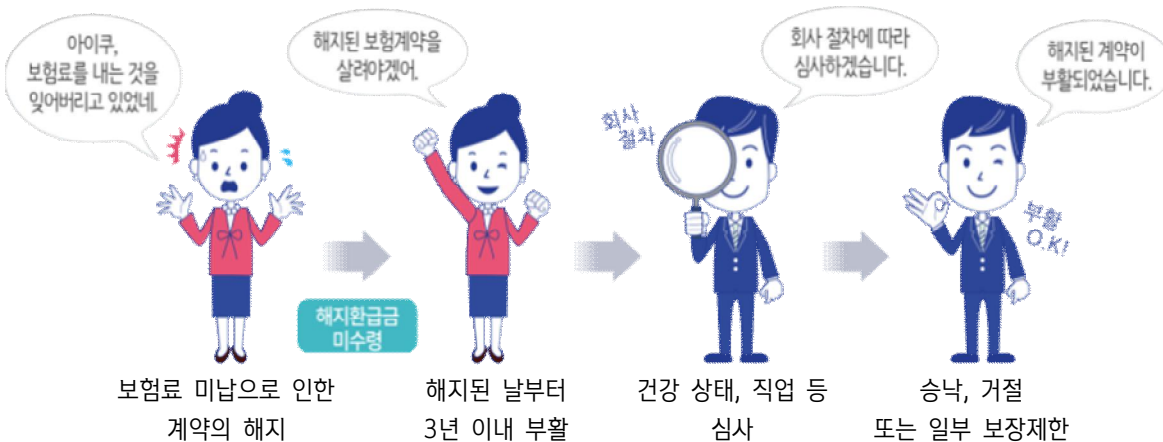 아이쿠,
보험료를 내는 것을
잊어버리고 있었네.
해지된 보험계약을
살려야겠어.
회사 절차에 따라
심사하겠습니다.
해지된 계약이
부활되었습니다.
회사
절차
부활
O.K!
해지환급금
미수령
보험료 미납으로 인한
계약의 해지
해지된 날부터
3년 이내 부활
건강 상태, 직업 등
심사
승낙, 거절
또는 일부 보장제한